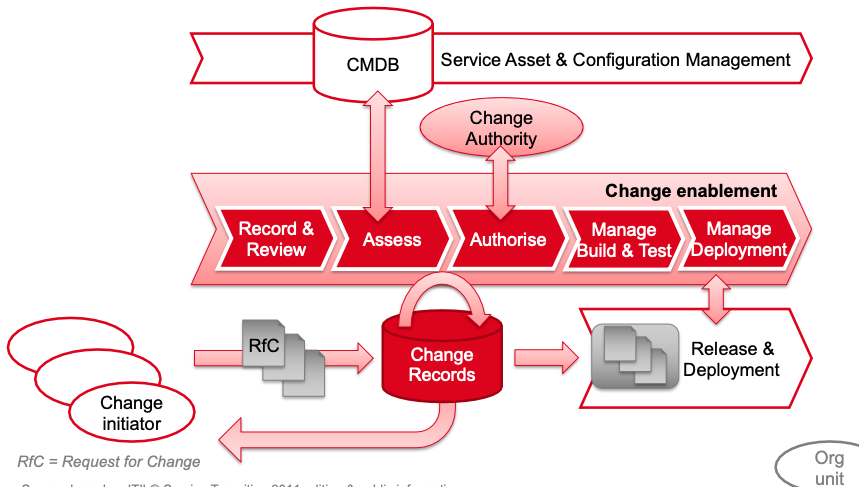 CMDB
Service Asset & Configuration Management
Change
Authority
Change enablement
Record &
Review
Assess
Authorise
Manage
Build & Test
Manage
Deployment
RfC
Change
Records
Release &
Deployment
Change
initiator
RfC = Request for Change
Org
unit